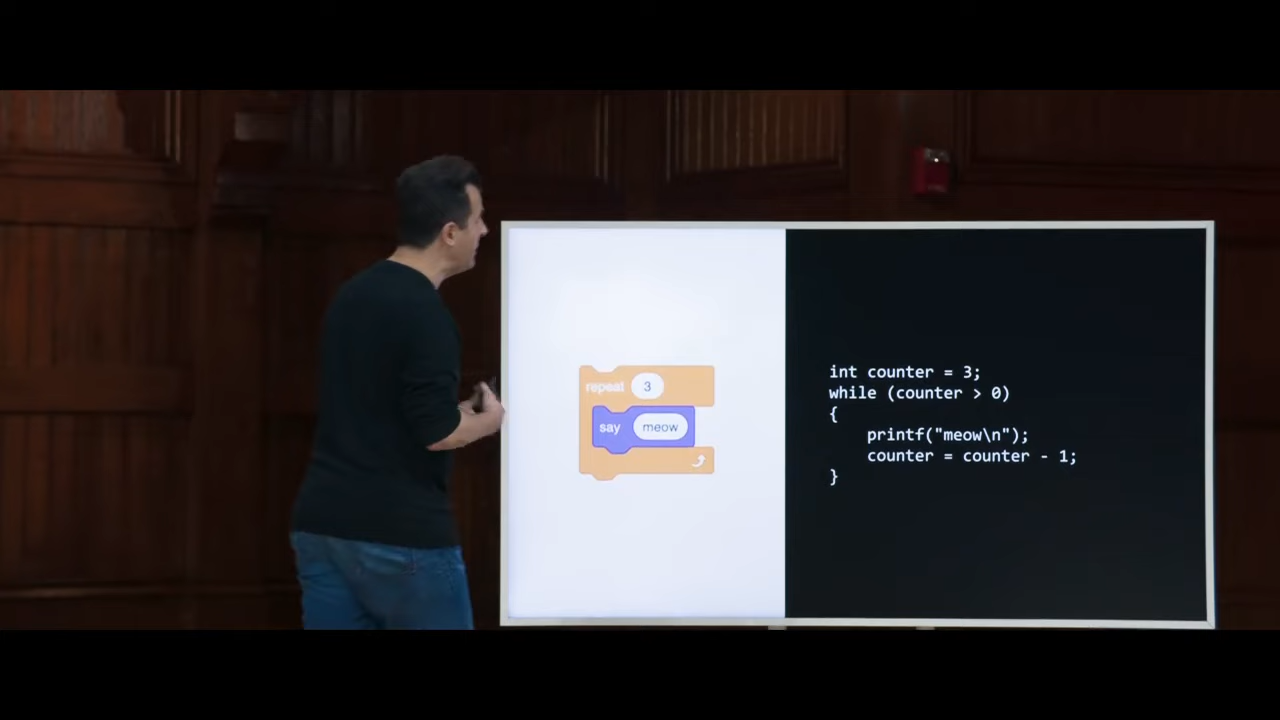 repeat 3
say meow
int counter = 3;
while (counter > 0)
{
    printf("meow\n");
    counter = counter - 1;
}